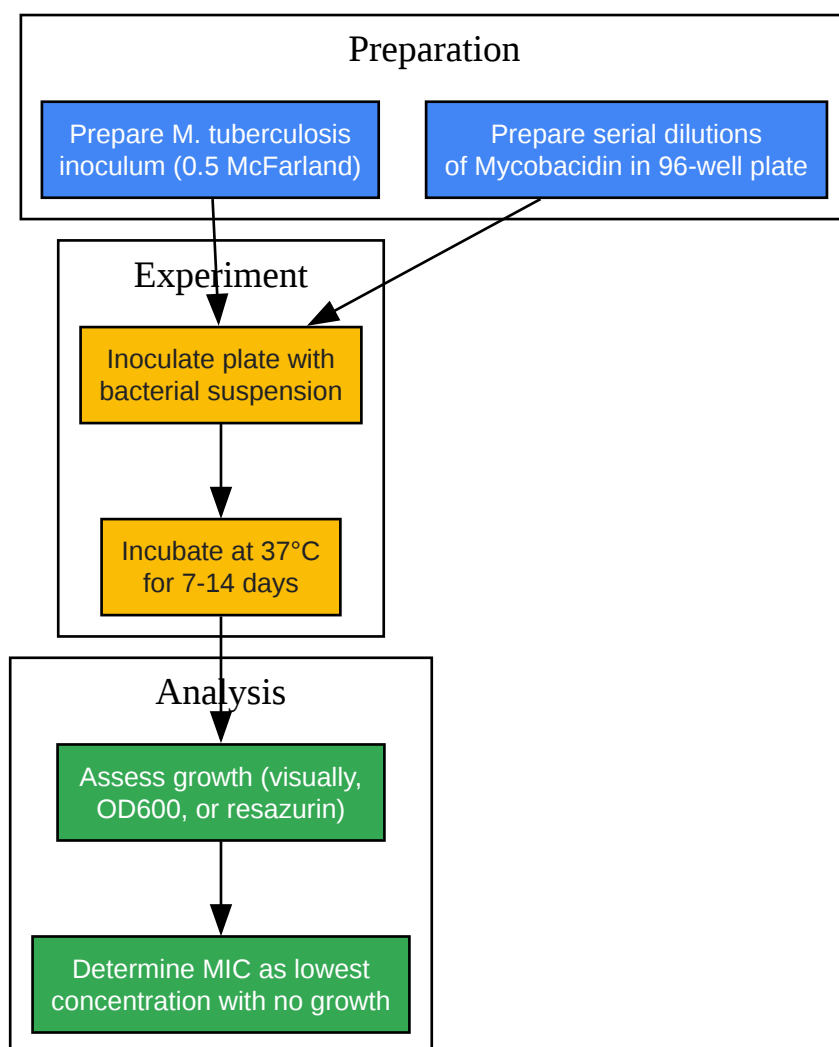 Preparation
Prepare M. tuberculosis
inoculum (0.5 McFarland)
Prepare serial dilutions
of Mycobacidin in 96-well plate
Experiment
Inoculate plate with
bacterial suspension
Incubate at 37°C
for 7-14 days
Analysis
Assess growth (visually,
OD600, or resazurin)
Determine MIC as lowest
concentration with no growth